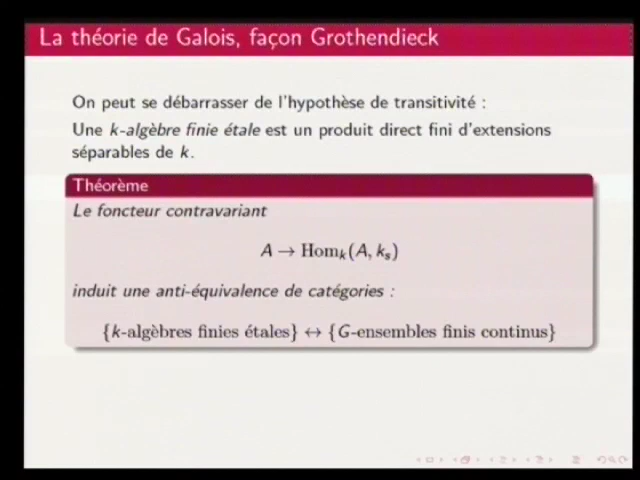 La théorie de Galois, façon Grothendieck
On peut se débarrasser de l'hypothèse de transitivité :
Une k-algèbre finie étale est un produit direct fini d'extensions
séparables de k.
Théorème
Le foncteur contravariant
A → Homₖ(A, kₛ)
induit une anti-équivalence de catégories :
{k-algèbres finies étales} ↔ {G-ensembles finis continus}